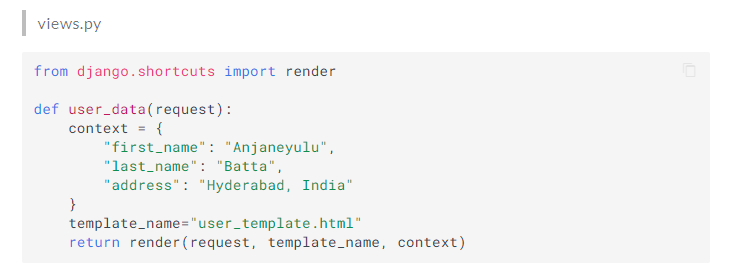 views.py
from django.shortcuts import render
def user_data(request):
    context = {
        "first_name": "Anjaneyulu",
        "last_name": "Batta",
        "address": "Hyderabad, India"
    }
    template_name="user_template.html"
    return render(request, template_name, context)